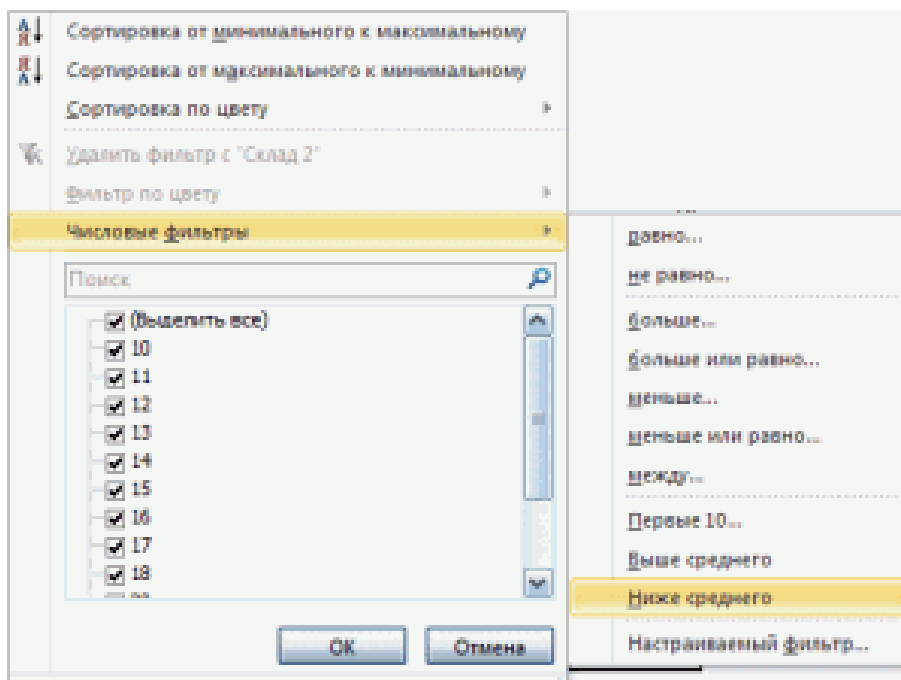 Сортировка от минимального к максимальному
Сортировка от максимального к минимальному
Сортировка по цвету
Удалить фильтр с "Склад 2"
Фильтр по цвету
Числовые фильтры
Поиск
(Выделить все)
10
11
12
13
14
15
16
17
18
ОК
Отмена
равно...
не равно...
больше...
больше или равно...
меньше...
меньше или равно...
между...
Первые 10...
Выше среднего
Ниже среднего
Настраиваемый фильтр...